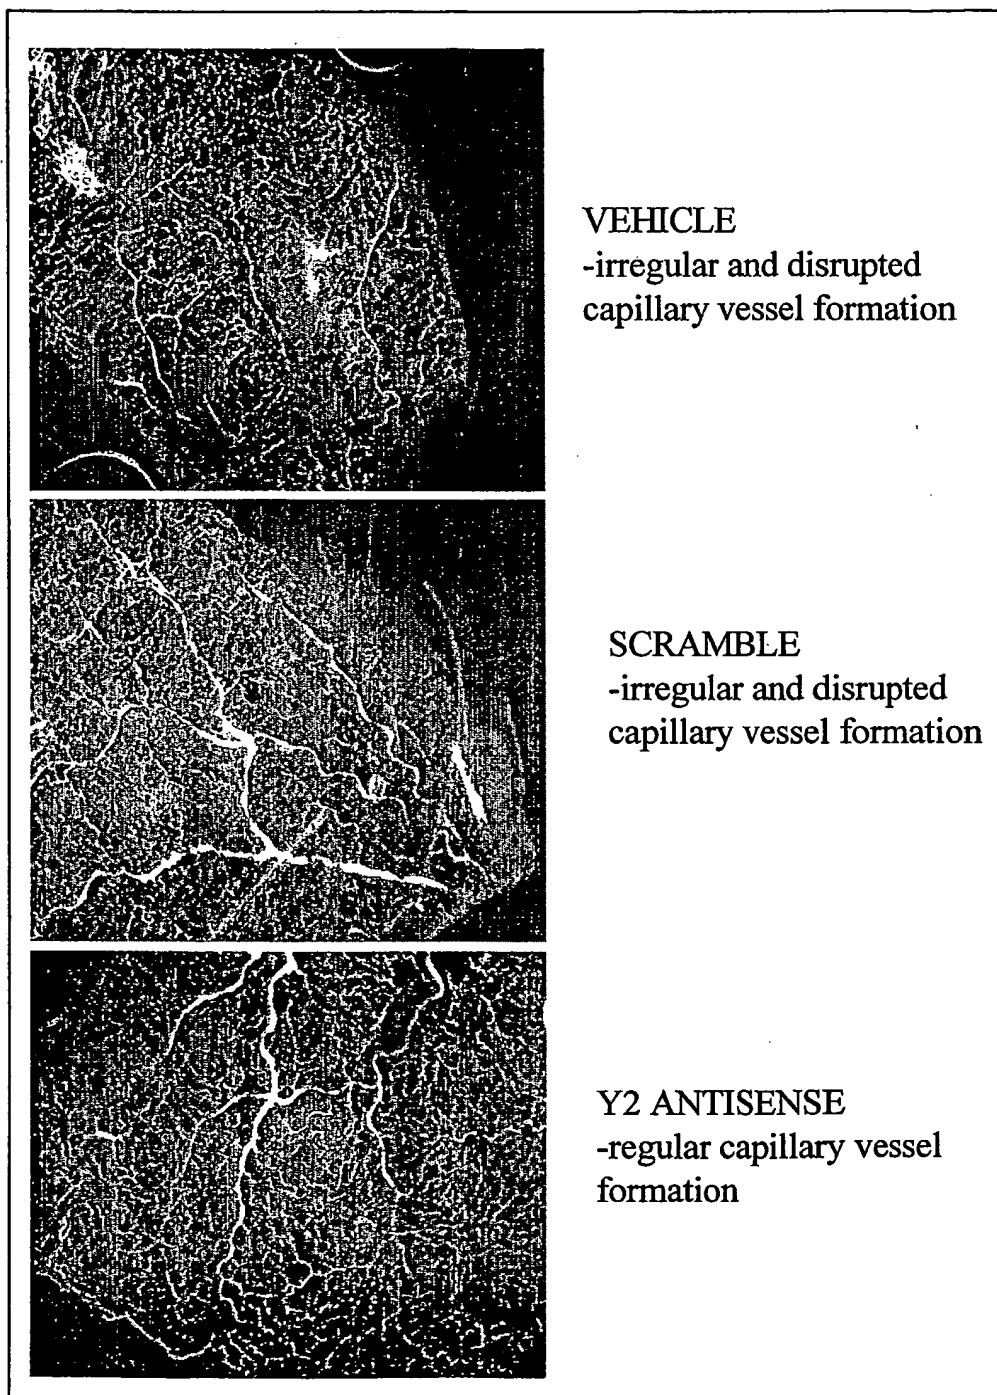 VEHICLE
-irregular and disrupted
capillary vessel formation
SCRAMBLE
-irregular and disrupted
capillary vessel formation
Y2 ANTISENSE
-regular capillary vessel
formation